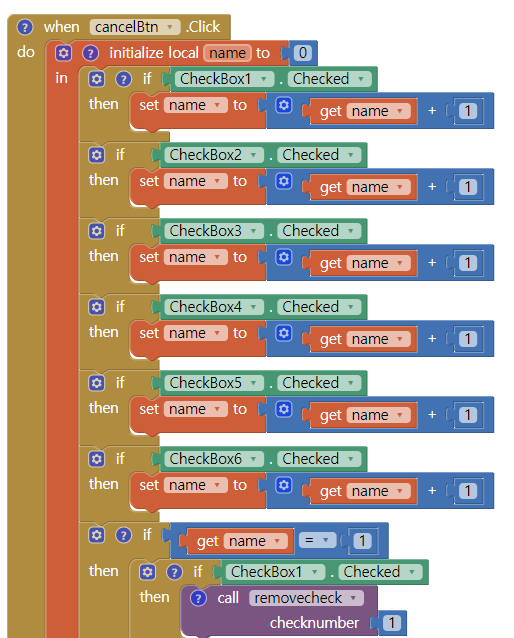 ? when cancelBtn .Click
do ? initialize local name to 0
in ? if CheckBox1 . Checked
then set name to get name + 1
if CheckBox2 . Checked
then set name to get name + 1
if CheckBox3 . Checked
then set name to get name + 1
if CheckBox4 . Checked
then set name to get name + 1
if CheckBox5 . Checked
then set name to get name + 1
if CheckBox6 . Checked
then set name to get name + 1
? if get name = 1
then ? if CheckBox1 . Checked
then ? call removecheck
checknumber 1